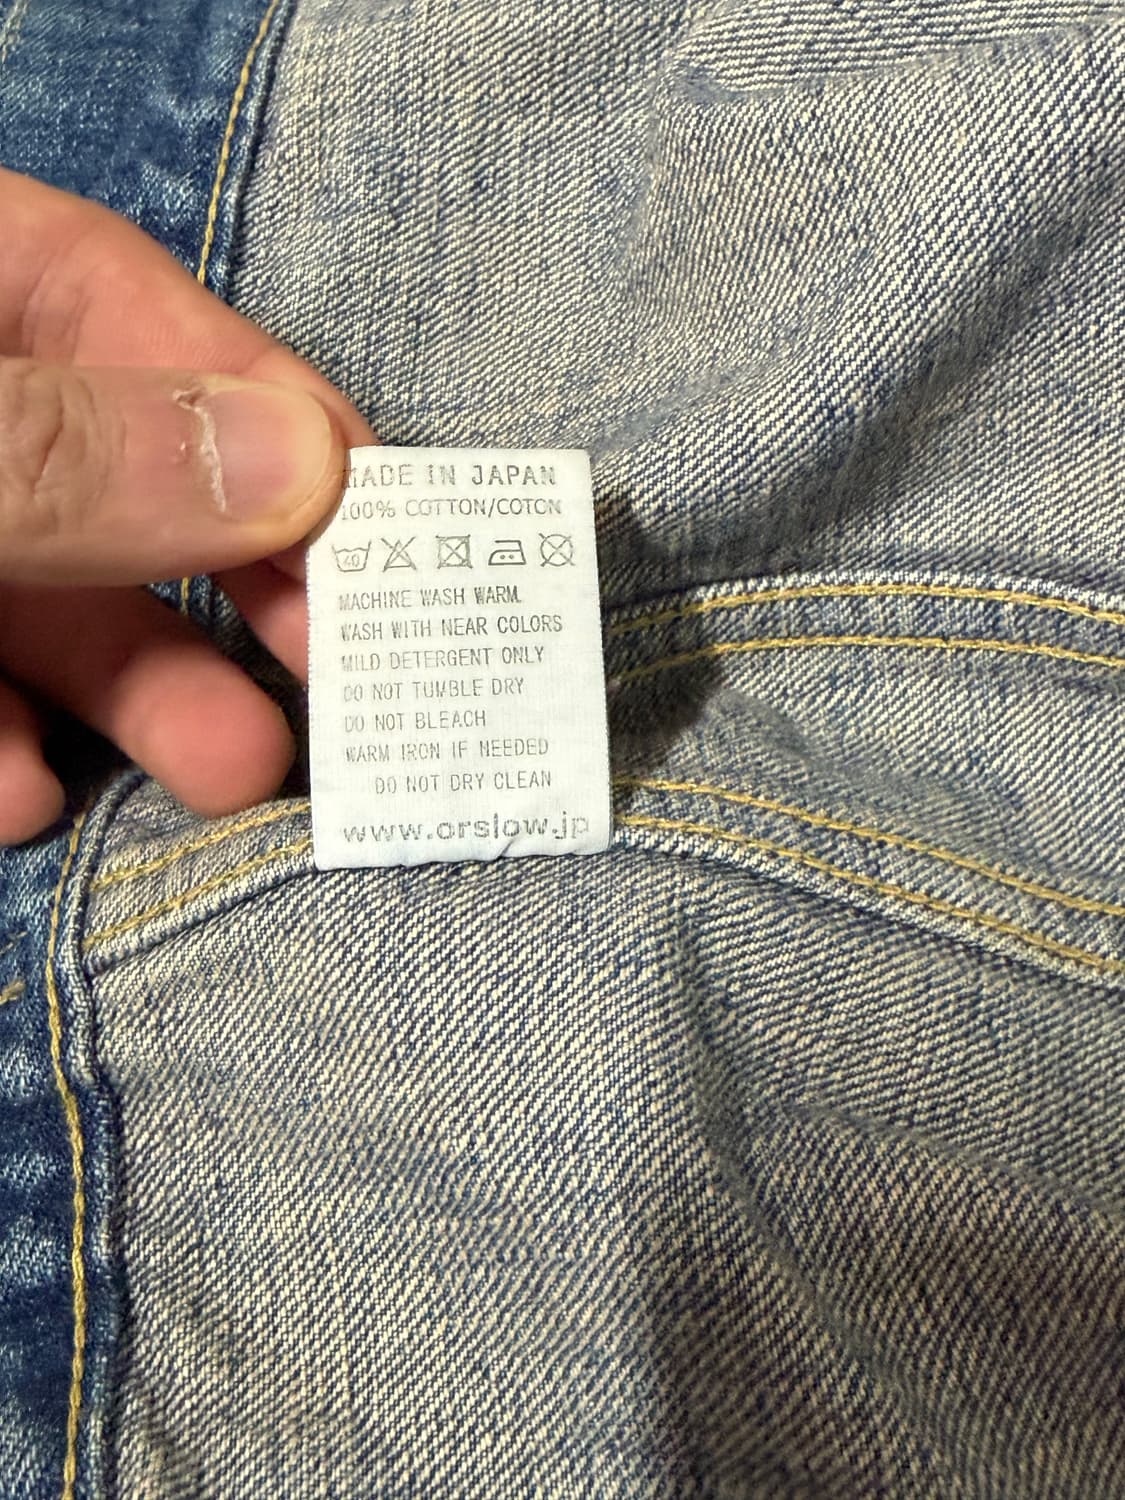 MADE IN JAPAN
100% COTTON/COTON
40
MACHINE WASH WARM.
WASH WITH NEAR COLORS
MILD DETERGENT ONLY
DO NOT TUMBLE DRY
DO NOT BLEACH
WARM IRON IF NEEDED
DO NOT DRY CLEAN
www.orslow.jp